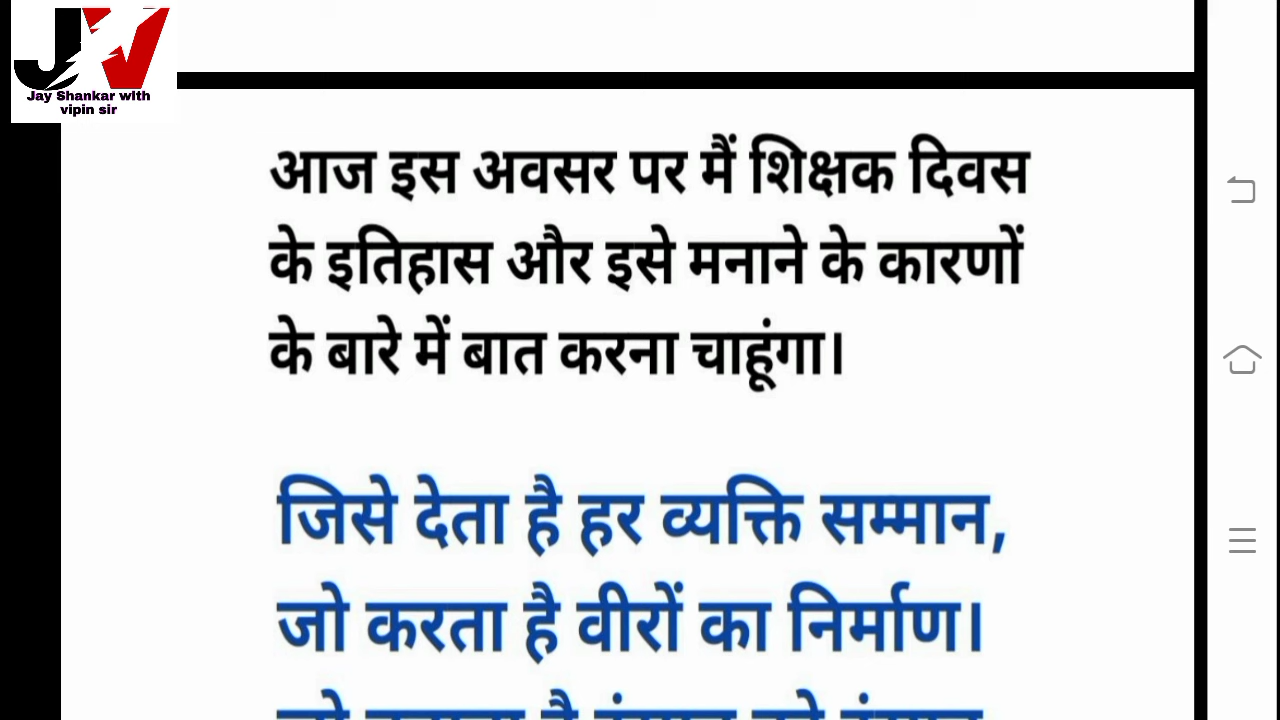 Jay Shankar with
vipin sir
आज इस अवसर पर मैं शिक्षक दिवस
के इतिहास और इसे मनाने के कारणों
के बारे में बात करना चाहूंगा।
जिसे देता है हर व्यक्ति सम्मान,
जो करता है वीरों का निर्माण।